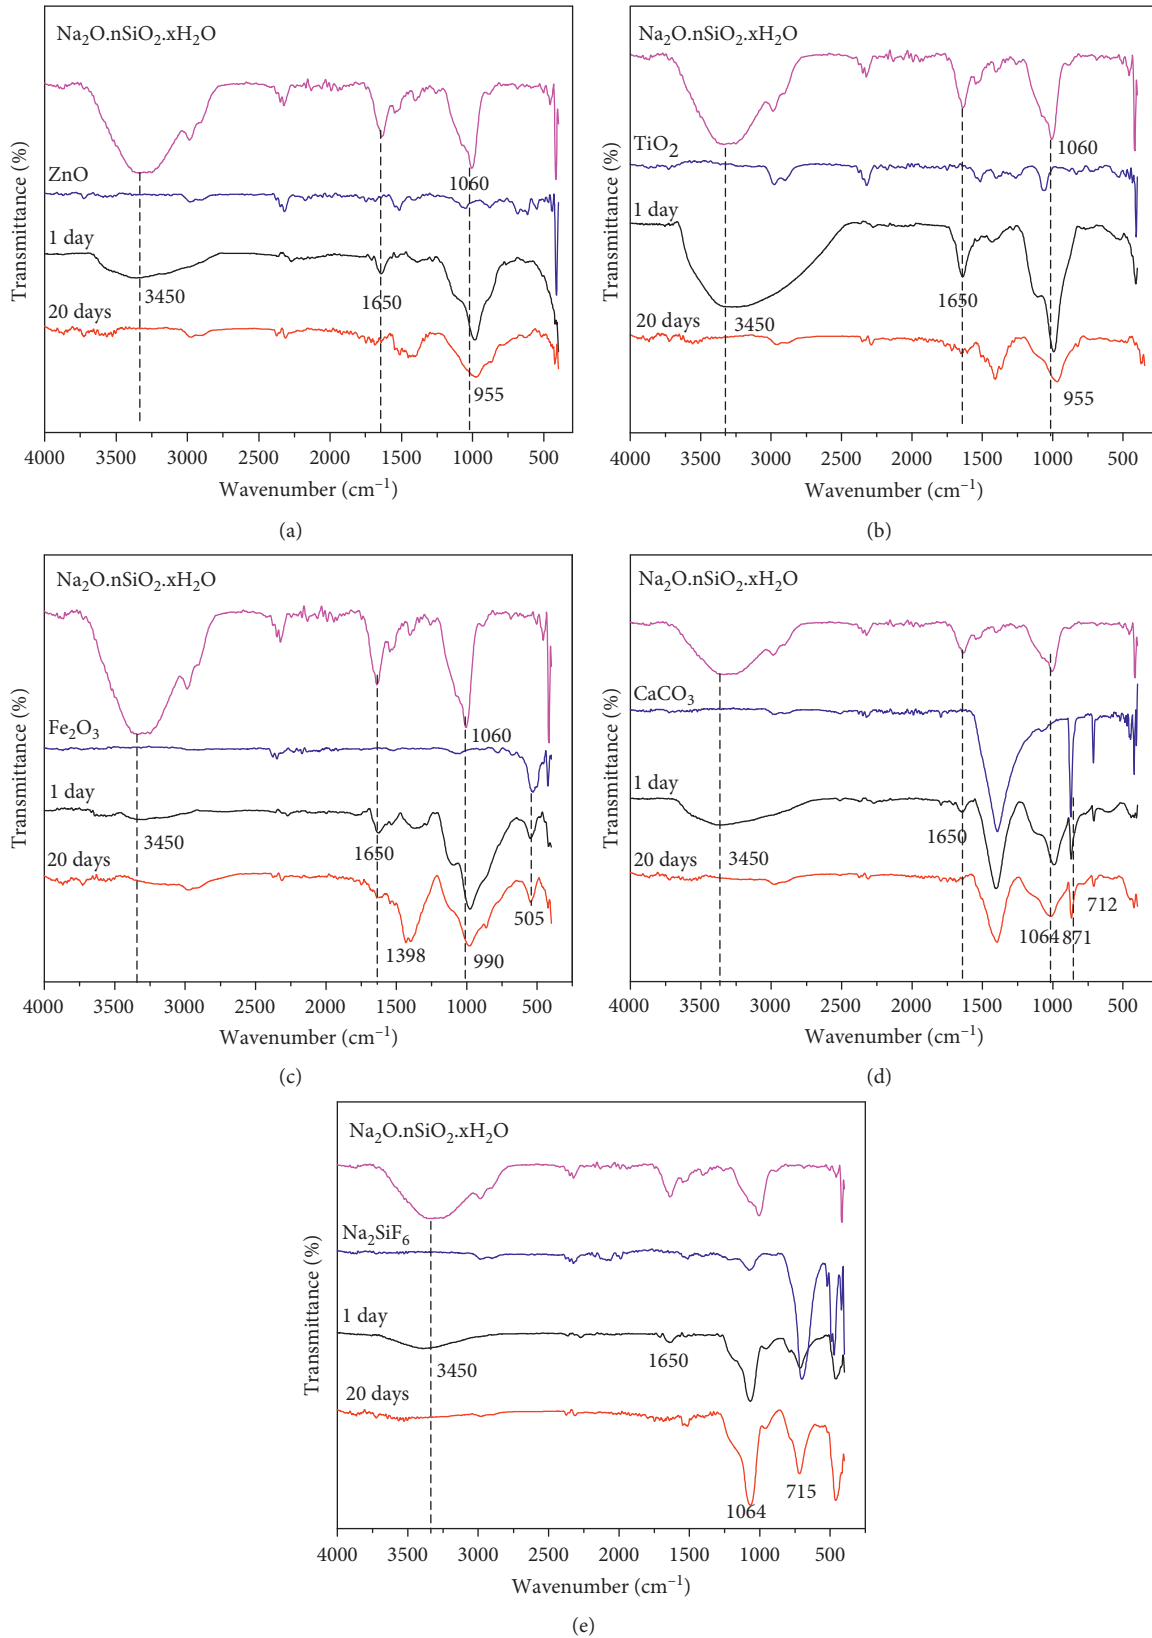 Na₂O.nSiO₂.xH₂O
ZnO
1060
1 day
3450
1650
20 days
955
Transmittance (%)
4000 3500 3000 2500 2000 1500 1000 500
Wavenumber (cm⁻¹)
(a)
Na₂O.nSiO₂.xH₂O
TiO₂
1060
1 day
1650
20 days
3450
955
Transmittance (%)
4000 3500 3000 2500 2000 1500 1000 500
Wavenumber (cm⁻¹)
(b)
Na₂O.nSiO₂.xH₂O
Fe₂O₃
1060
1 day
3450
1650
20 days
505
1398
990
Transmittance (%)
4000 3500 3000 2500 2000 1500 1000 500
Wavenumber (cm⁻¹)
(c)
Na₂O.nSiO₂.xH₂O
CaCO₃
1 day
1650
3450
20 days
712
1064
871
Transmittance (%)
4000 3500 3000 2500 2000 1500 1000 500
Wavenumber (cm⁻¹)
(d)
Na₂O.nSiO₂.xH₂O
Na₂SiF₆
1 day
1650
3450
20 days
715
1064
Transmittance (%)
4000 3500 3000 2500 2000 1500 1000 500
Wavenumber (cm⁻¹)
(e)